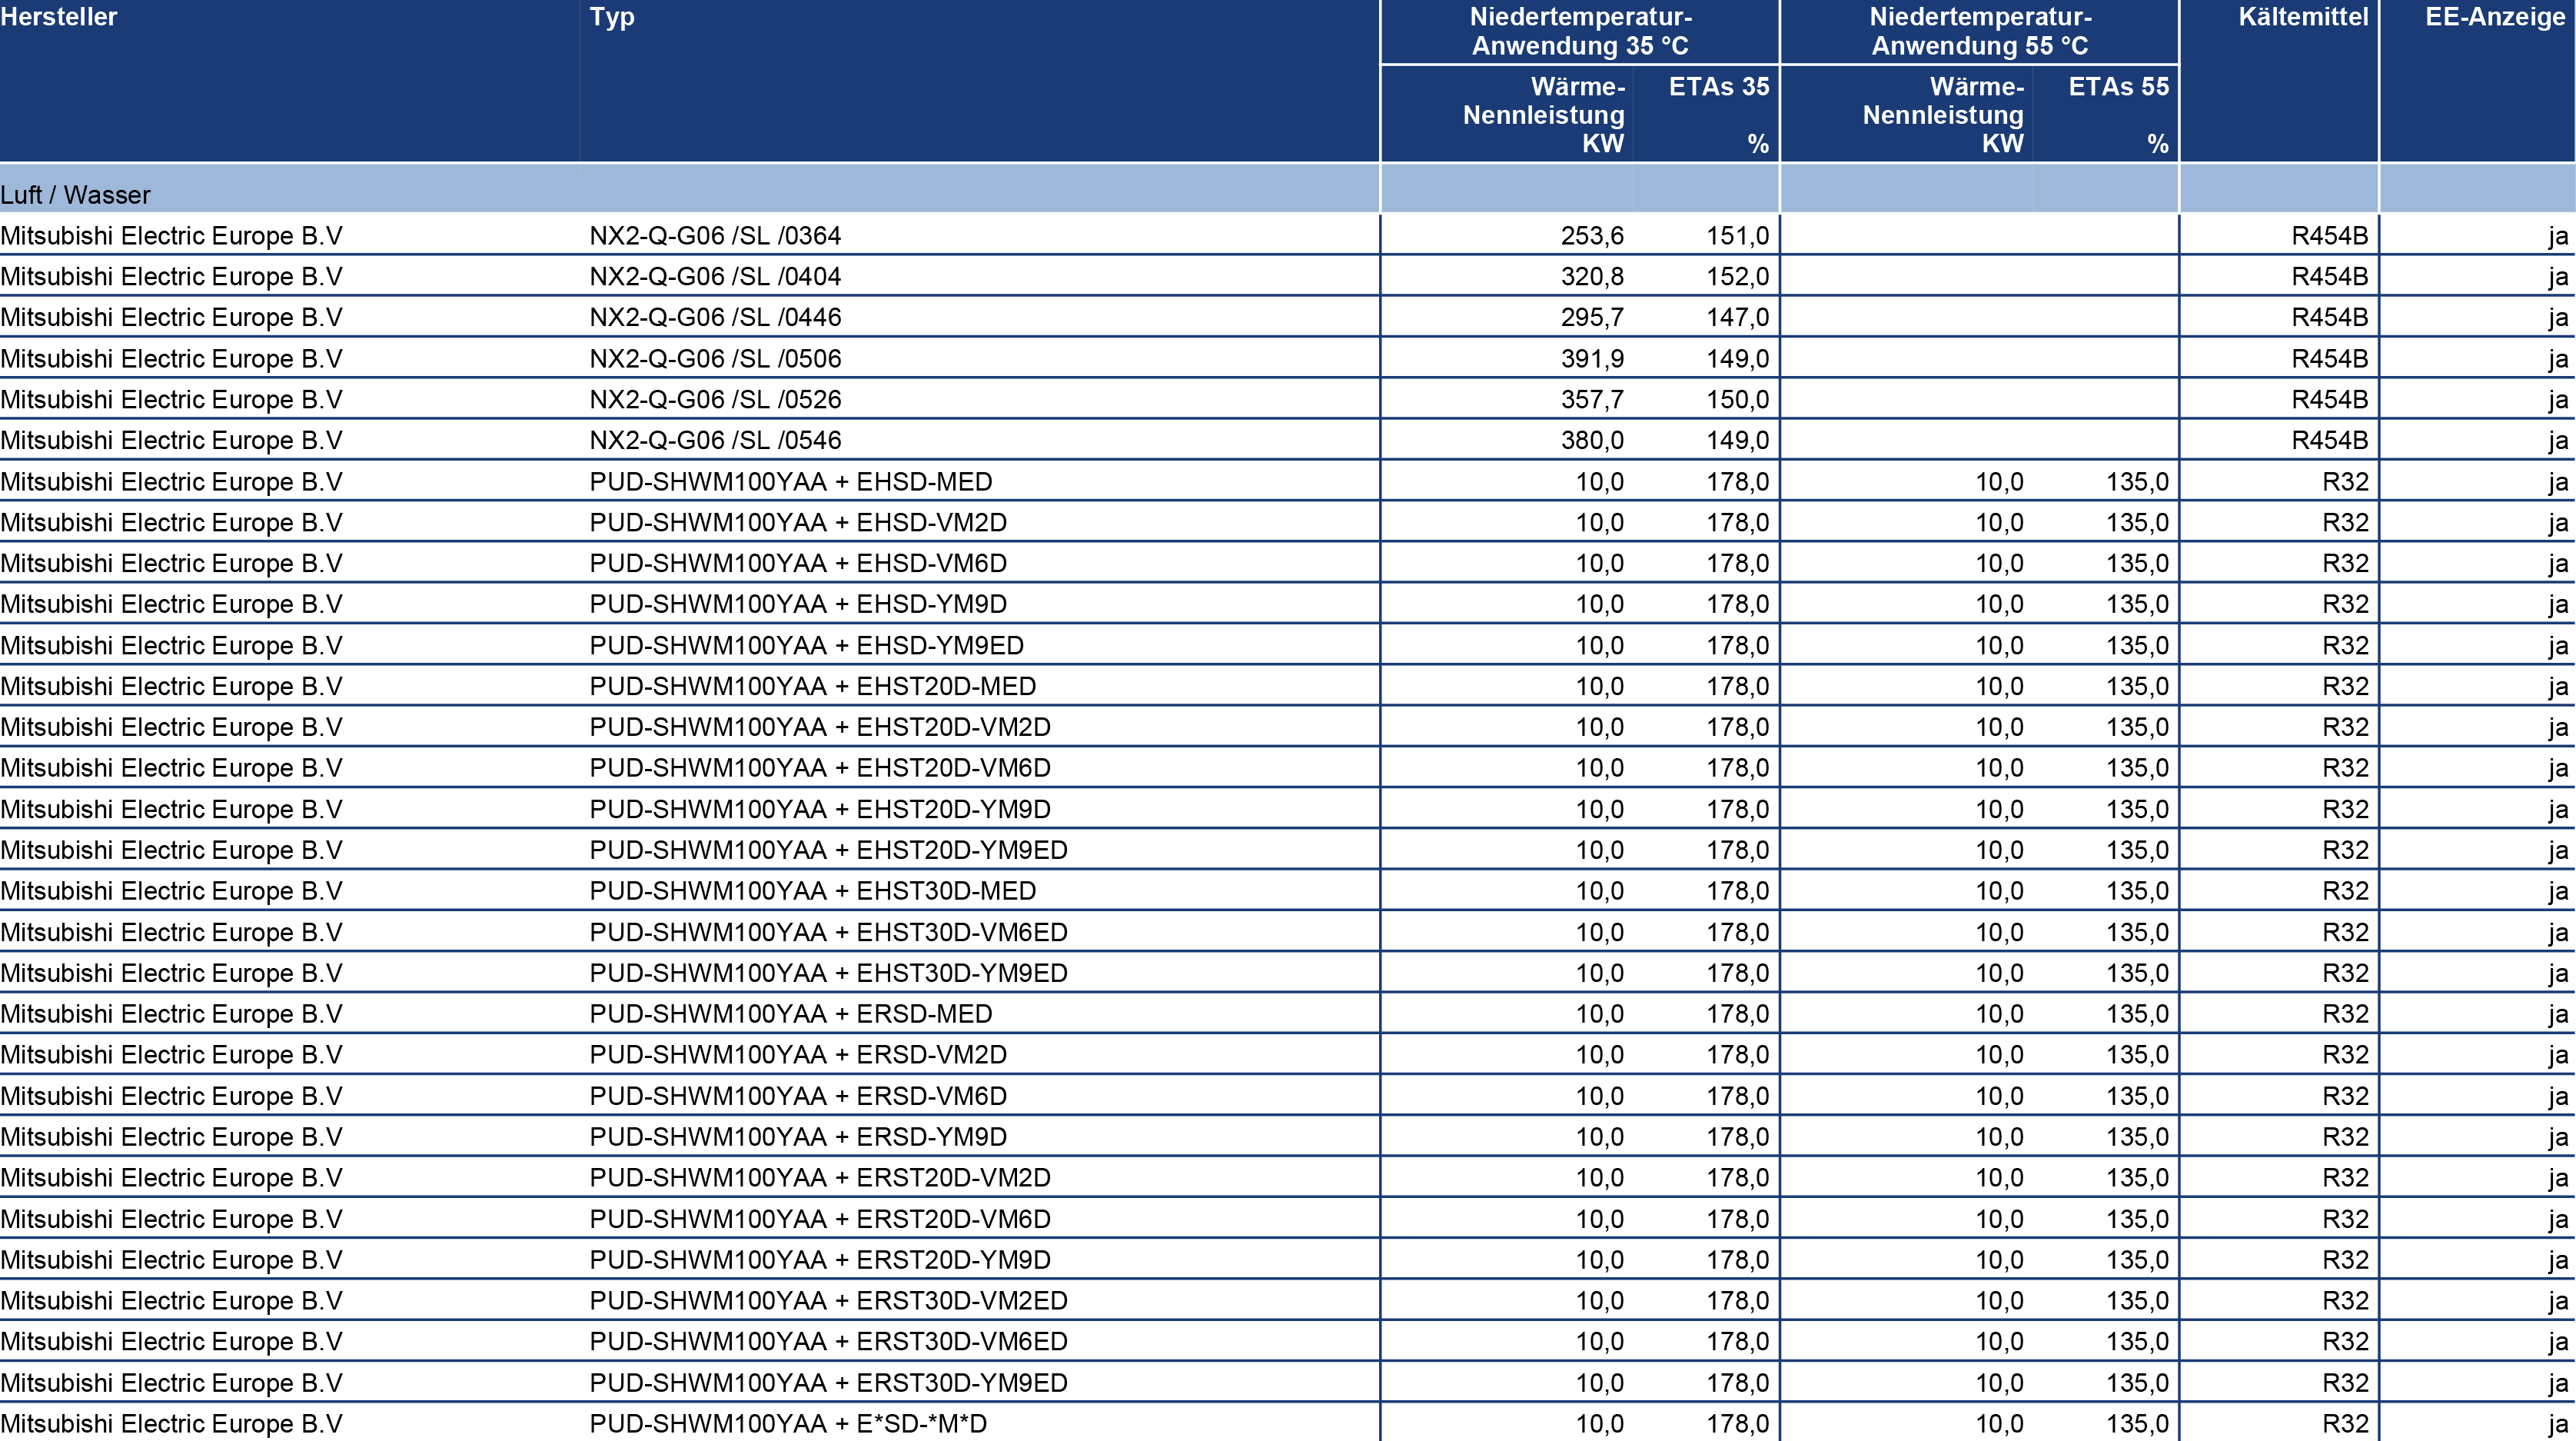 Hersteller Typ Niedertemperatur- Niedertemperatur- Kältemittel EE-Anzeige
Anwendung 35 °C Anwendung 55 °C
Wärme- ETAs 35 Wärme- ETAs 55
Nennleistung Nennleistung
KW % KW %
Luft / Wasser
Mitsubishi Electric Europe B.V NX2-Q-G06 /SL /0364 253,6 151,0 R454B ja
Mitsubishi Electric Europe B.V NX2-Q-G06 /SL /0404 320,8 152,0 R454B ja
Mitsubishi Electric Europe B.V NX2-Q-G06 /SL /0446 295,7 147,0 R454B ja
Mitsubishi Electric Europe B.V NX2-Q-G06 /SL /0506 391,9 149,0 R454B ja
Mitsubishi Electric Europe B.V NX2-Q-G06 /SL /0526 357,7 150,0 R454B ja
Mitsubishi Electric Europe B.V NX2-Q-G06 /SL /0546 380,0 149,0 R454B ja
Mitsubishi Electric Europe B.V PUD-SHWM100YAA + EHSD-MED 10,0 178,0 10,0 135,0 R32 ja
Mitsubishi Electric Europe B.V PUD-SHWM100YAA + EHSD-VM2D 10,0 178,0 10,0 135,0 R32 ja
Mitsubishi Electric Europe B.V PUD-SHWM100YAA + EHSD-VM6D 10,0 178,0 10,0 135,0 R32 ja
Mitsubishi Electric Europe B.V PUD-SHWM100YAA + EHSD-YM9D 10,0 178,0 10,0 135,0 R32 ja
Mitsubishi Electric Europe B.V PUD-SHWM100YAA + EHSD-YM9ED 10,0 178,0 10,0 135,0 R32 ja
Mitsubishi Electric Europe B.V PUD-SHWM100YAA + EHST20D-MED 10,0 178,0 10,0 135,0 R32 ja
Mitsubishi Electric Europe B.V PUD-SHWM100YAA + EHST20D-VM2D 10,0 178,0 10,0 135,0 R32 ja
Mitsubishi Electric Europe B.V PUD-SHWM100YAA + EHST20D-VM6D 10,0 178,0 10,0 135,0 R32 ja
Mitsubishi Electric Europe B.V PUD-SHWM100YAA + EHST20D-YM9D 10,0 178,0 10,0 135,0 R32 ja
Mitsubishi Electric Europe B.V PUD-SHWM100YAA + EHST20D-YM9ED 10,0 178,0 10,0 135,0 R32 ja
Mitsubishi Electric Europe B.V PUD-SHWM100YAA + EHST30D-MED 10,0 178,0 10,0 135,0 R32 ja
Mitsubishi Electric Europe B.V PUD-SHWM100YAA + EHST30D-VM6ED 10,0 178,0 10,0 135,0 R32 ja
Mitsubishi Electric Europe B.V PUD-SHWM100YAA + EHST30D-YM9ED 10,0 178,0 10,0 135,0 R32 ja
Mitsubishi Electric Europe B.V PUD-SHWM100YAA + ERSD-MED 10,0 178,0 10,0 135,0 R32 ja
Mitsubishi Electric Europe B.V PUD-SHWM100YAA + ERSD-VM2D 10,0 178,0 10,0 135,0 R32 ja
Mitsubishi Electric Europe B.V PUD-SHWM100YAA + ERSD-VM6D 10,0 178,0 10,0 135,0 R32 ja
Mitsubishi Electric Europe B.V PUD-SHWM100YAA + ERSD-YM9D 10,0 178,0 10,0 135,0 R32 ja
Mitsubishi Electric Europe B.V PUD-SHWM100YAA + ERST20D-VM2D 10,0 178,0 10,0 135,0 R32 ja
Mitsubishi Electric Europe B.V PUD-SHWM100YAA + ERST20D-VM6D 10,0 178,0 10,0 135,0 R32 ja
Mitsubishi Electric Europe B.V PUD-SHWM100YAA + ERST20D-YM9D 10,0 178,0 10,0 135,0 R32 ja
Mitsubishi Electric Europe B.V PUD-SHWM100YAA + ERST30D-VM2ED 10,0 178,0 10,0 135,0 R32 ja
Mitsubishi Electric Europe B.V PUD-SHWM100YAA + ERST30D-VM6ED 10,0 178,0 10,0 135,0 R32 ja
Mitsubishi Electric Europe B.V PUD-SHWM100YAA + ERST30D-YM9ED 10,0 178,0 10,0 135,0 R32 ja
Mitsubishi Electric Europe B.V PUD-SHWM100YAA + E*SD-*M*D 10,0 178,0 10,0 135,0 R32 ja